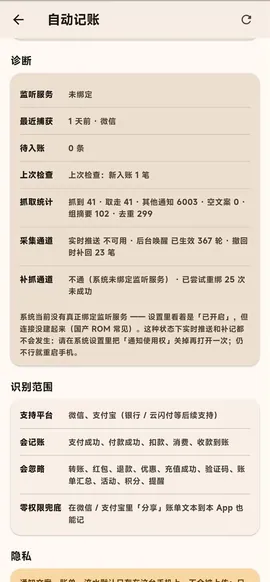 自动记账
诊断
监听服务 未绑定
最近捕获 1 天前 · 微信
待入账 0 条
上次检查 上次检查：新入账 1 笔
抓取统计 抓到 41 · 取走 41 · 其他通知 6003 · 空文案 0 ·
组摘要 102 · 去重 299
采集通道 实时推送 不可用 · 后台唤醒 已生效 367 轮 · 撤回
时补回 23 笔
补抓通道 不通（系统未绑定监听服务） · 已尝试重绑 25 次
未成功
系统当前没有真正绑定监听服务 —— 设置里看着是「已开启」，但
连接没建起来（国产 ROM 常见）。这种状态下实时推送和补记都
不会发生：请在系统设置里把「通知使用权」关掉再打开一次；仍
不行就重启手机。
识别范围
支持平台 微信、支付宝（银行 / 云闪付等后续支持）
会记账 支付成功、付款成功、扣款、消费、收款到账
会忽略 转账、红包、退款、优惠、充值成功、验证码、账
单汇总、活动、积分、提醒
零权限兜底 在微信 / 支付宝里「分享」账单文本到本 App 也
能记
隐私